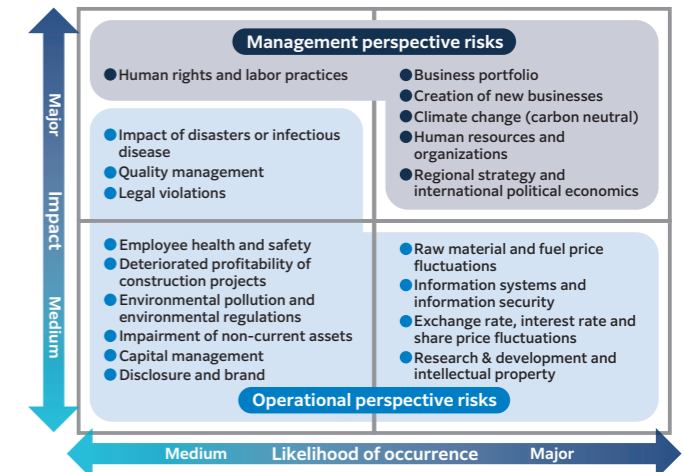 Management perspective risks
Human rights and labor practices
Business portfolio
Creation of new businesses
Climate change (carbon neutral)
Human resources and
organizations
Regional strategy and
international political economics
Impact of disasters or infectious
disease
Quality management
Legal violations
Employee health and safety
Deteriorated profitability of
construction projects
Environmental pollution and
environmental regulations
Impairment of non-current assets
Capital management
Disclosure and brand
Raw material and fuel price
fluctuations
Information systems and
information security
Exchange rate, interest rate and
share price fluctuations
Research & development and
intellectual property
Operational perspective risks
Major
Impact
Medium
Medium
Likelihood of occurrence
Major